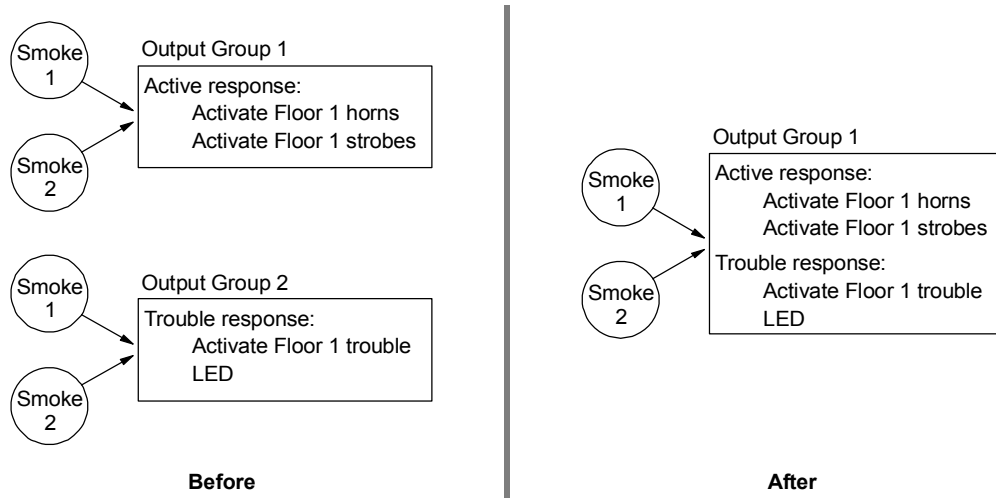 Smoke
1
Output Group 1
Active response:
Activate Floor 1 horns
Activate Floor 1 strobes
Smoke
2
Smoke
1
Output Group 2
Trouble response:
Activate Floor 1 trouble
LED
Smoke
2
Before
Output Group 1
Smoke
1
Active response:
Activate Floor 1 horns
Activate Floor 1 strobes
Smoke
2
Trouble response:
Activate Floor 1 trouble
LED
After